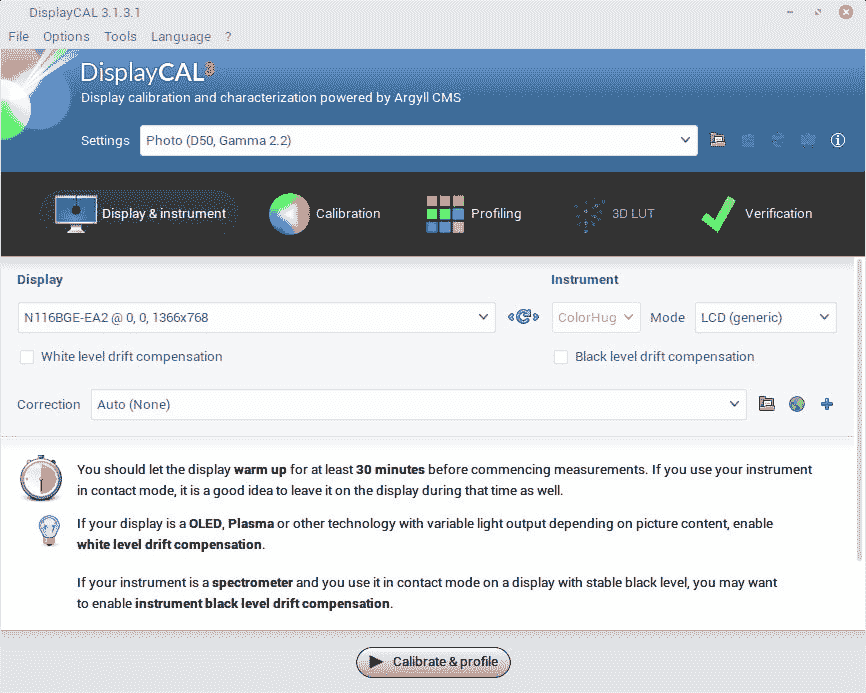 DisplayCAL 3.1.3.1
File Options Tools Language ?
DisplayCAL
Display calibration and characterization powered by Argyll CMS
Settings Photo (D50, Gamma 2.2)
Display & instrument Calibration Profiling 3D LUT Verification
Display Instrument
N116BGE-EA2 @ 0, 0, 1366x768 ColorHug Mode LCD (generic)
White level drift compensation Black level drift compensation
Correction Auto (None)
You should let the display warm up for at least 30 minutes before commencing measurements. If you use your instrument
in contact mode, it is a good idea to leave it on the display during that time as well.
If your display is a OLED, Plasma or other technology with variable light output depending on picture content, enable
white level drift compensation.
If your instrument is a spectrometer and you use it in contact mode on a display with stable black level, you may want
to enable instrument black level drift compensation.
Calibrate & profile